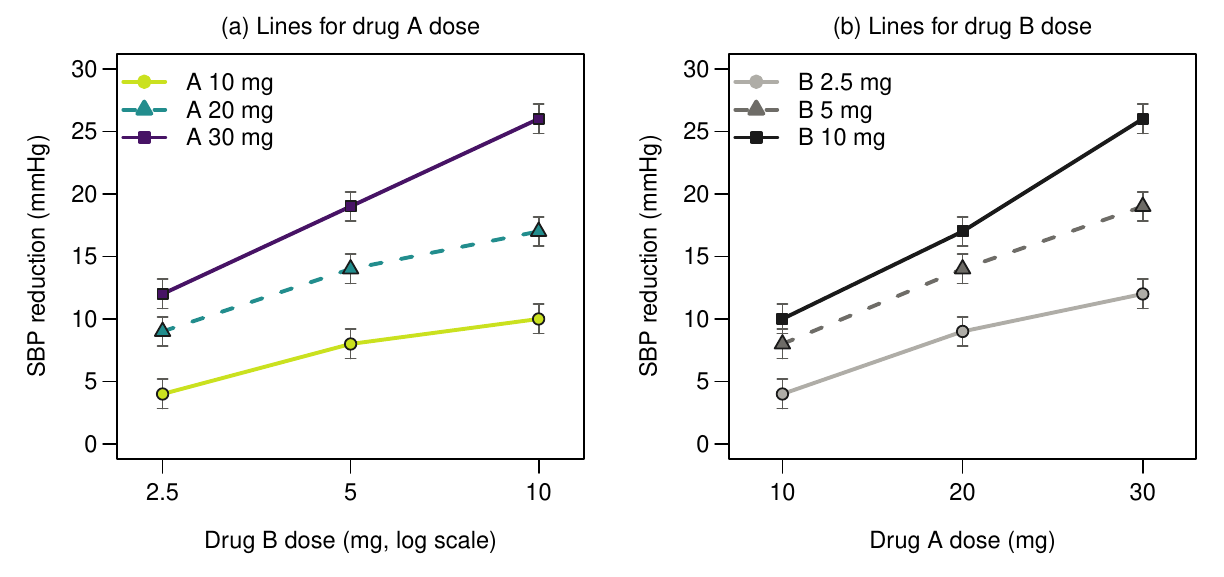 (a) Lines for drug A dose
A 10 mg
A 20 mg
A 30 mg
SBP reduction (mmHg)
30
25
20
15
10
5
0
2.5 5 10
Drug B dose (mg, log scale)
(b) Lines for drug B dose
B 2.5 mg
B 5 mg
B 10 mg
SBP reduction (mmHg)
30
25
20
15
10
5
0
10 20 30
Drug A dose (mg)